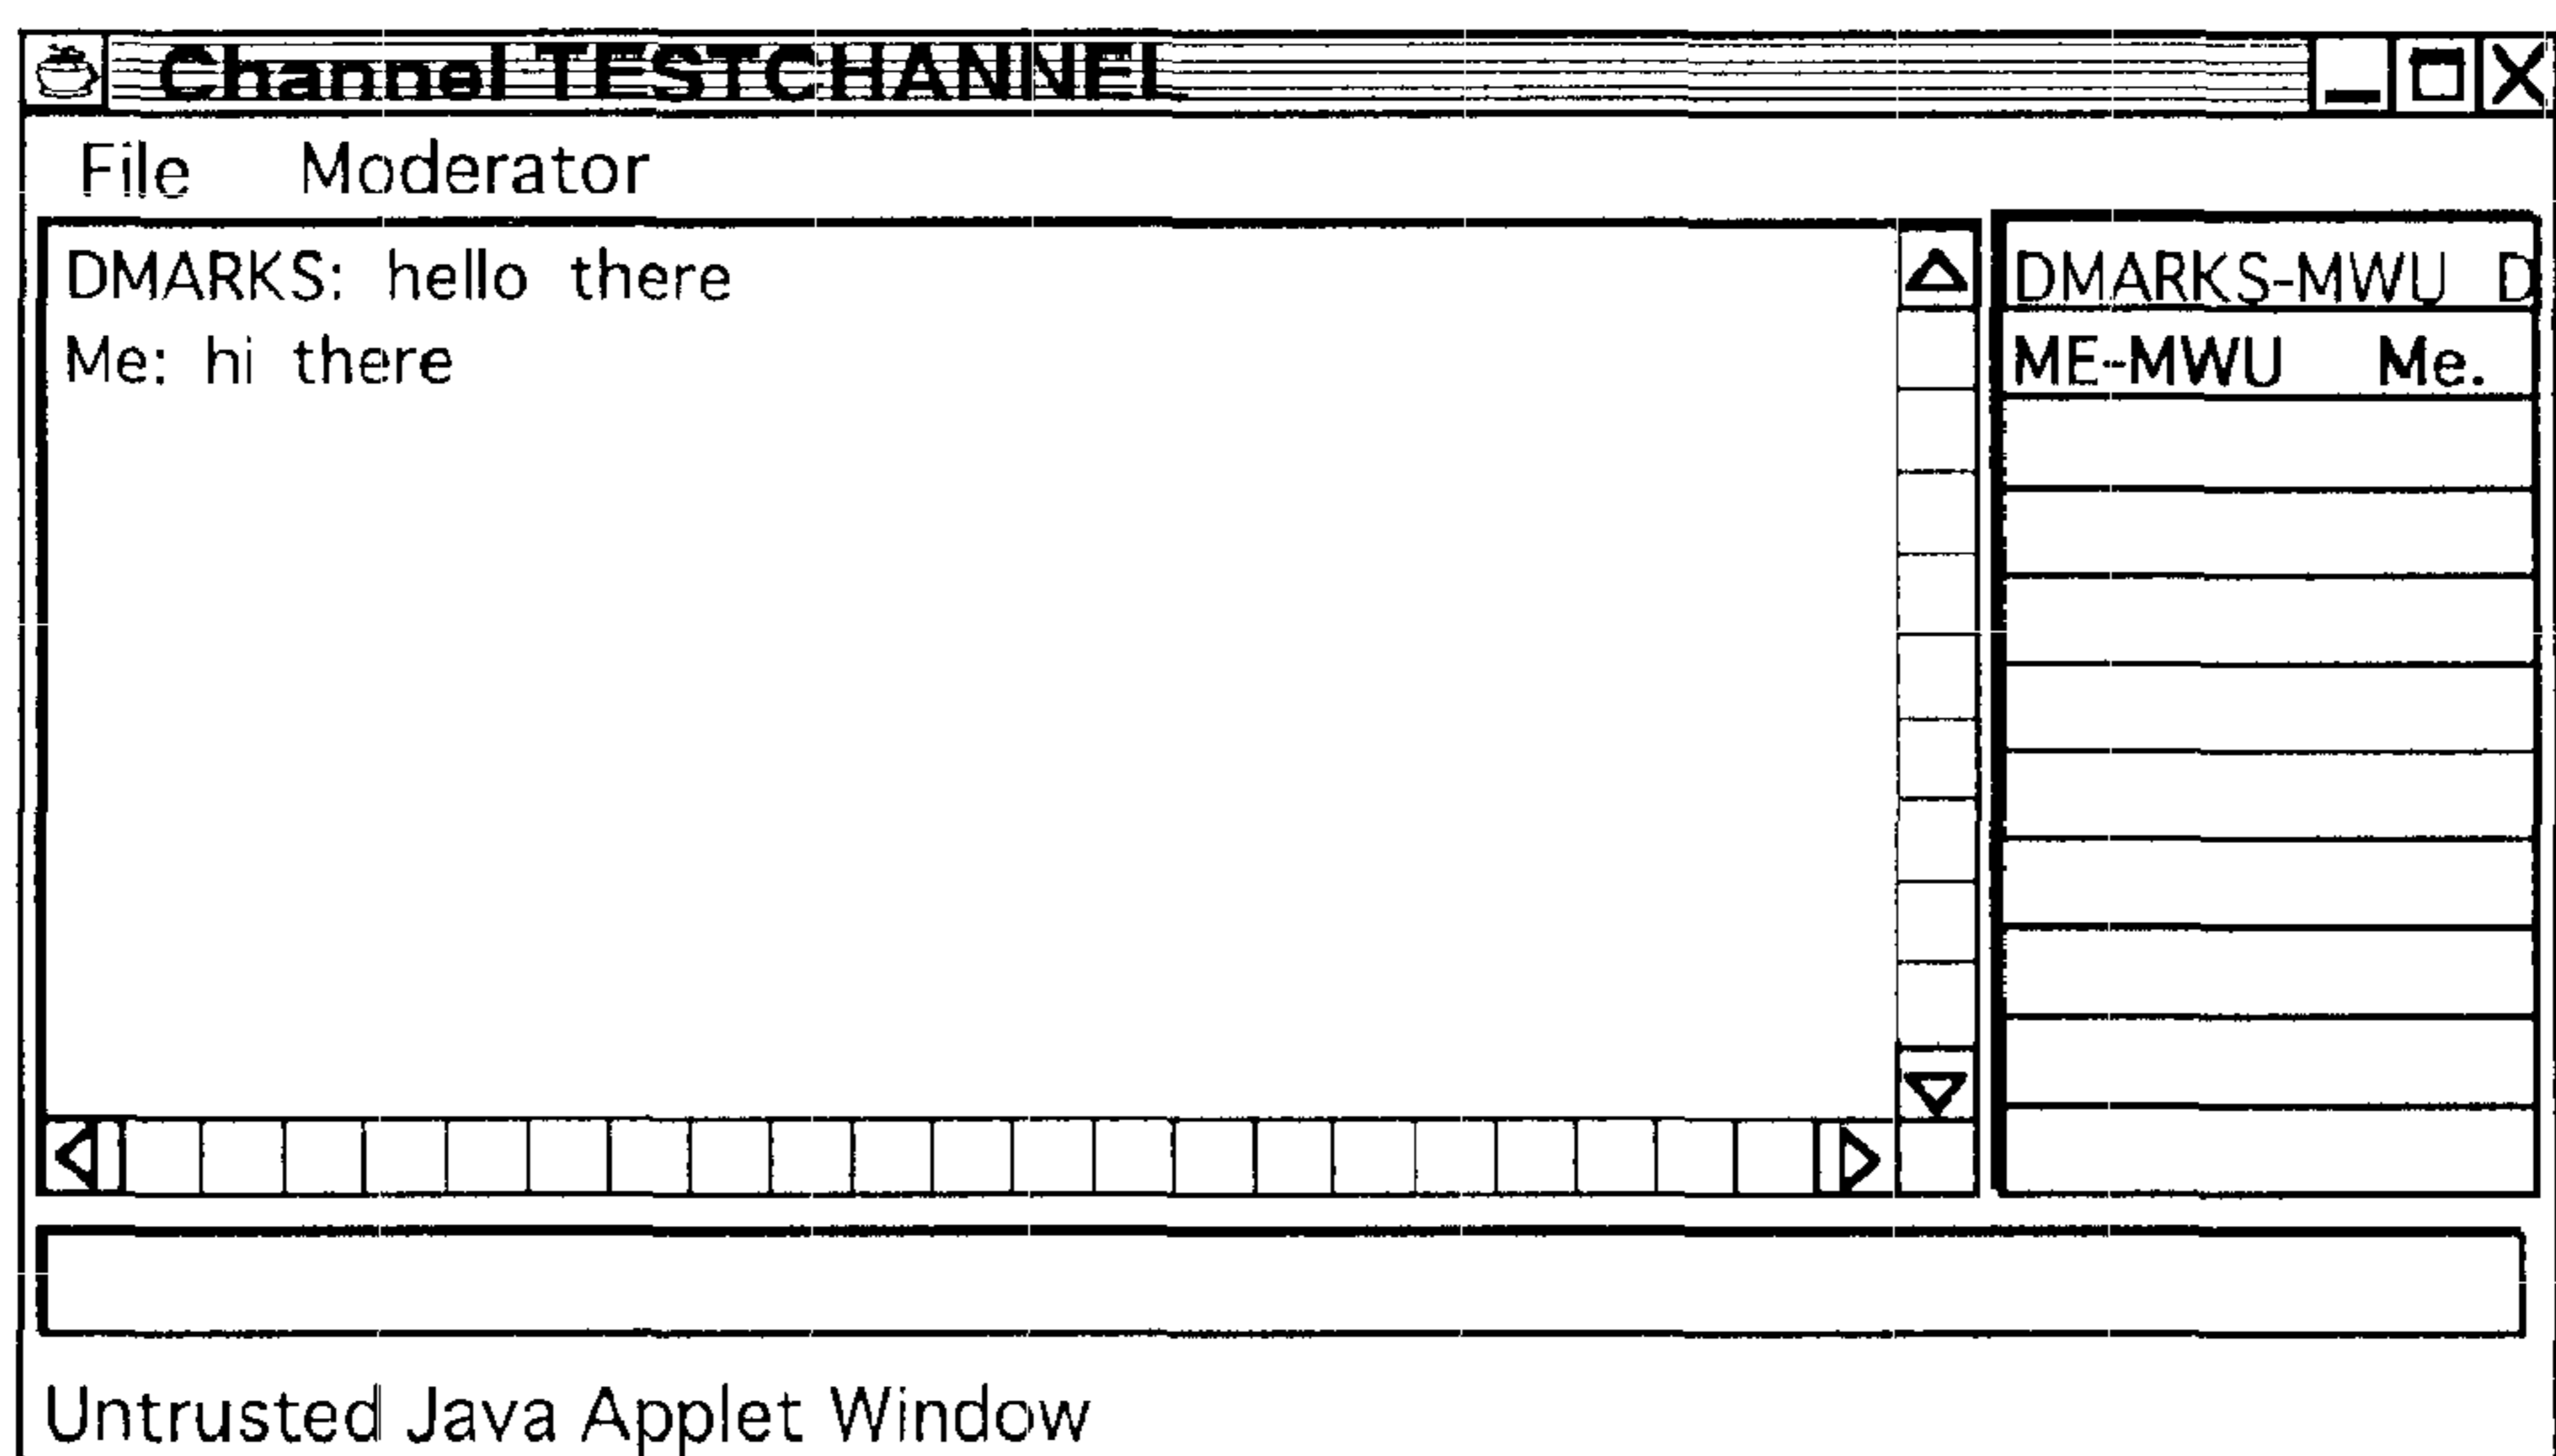 Channel TESTCHANNEL
File Moderator
DMARKS: hello there
Me: hi there
DMARKS-MWU D
ME-MWU Me.
Untrusted Java Applet Window